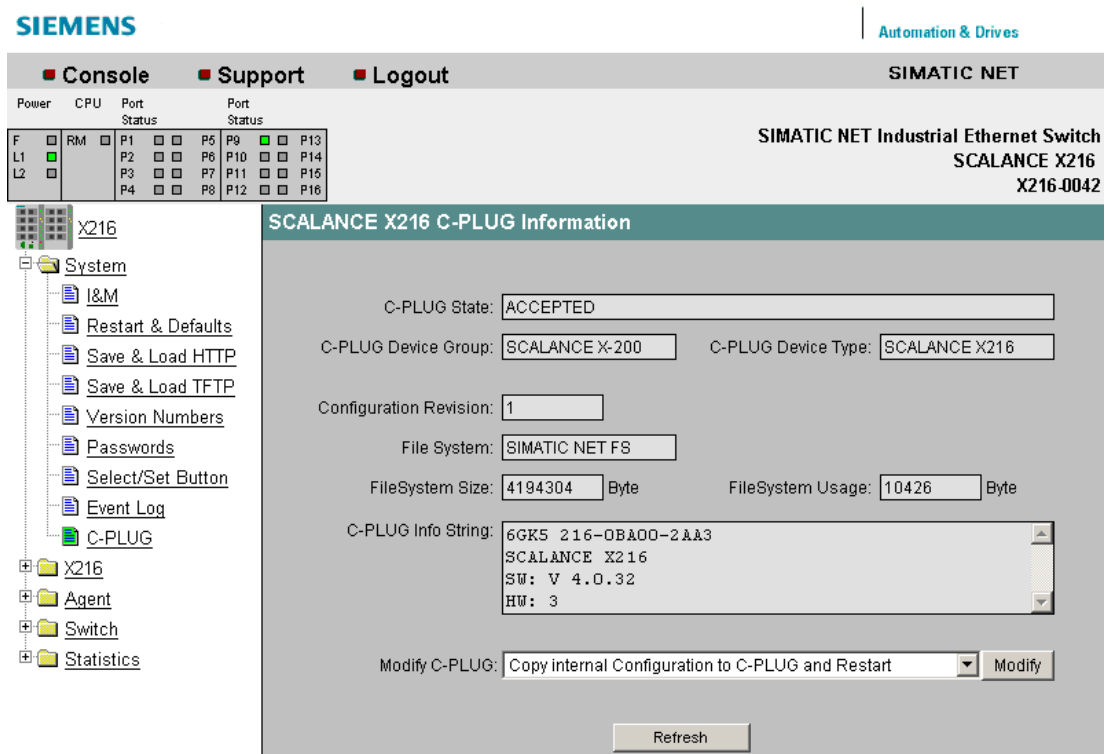 SIEMENS
Automation & Drives
Console Support Logout SIMATIC NET
Power CPU Port Status Port Status
F RM P1 P5 P9 P13
L1 P2 P6 P10 P14
L2 P3 P7 P11 P15
P4 P8 P12 P16
SIMATIC NET Industrial Ethernet Switch
SCALANCE X216
X216-0042
X216
System
I&M
Restart & Defaults
Save & Load HTTP
Save & Load TFTP
Version Numbers
Passwords
Select/Set Button
Event Log
C-PLUG
X216
Agent
Switch
Statistics
SCALANCE X216 C-PLUG Information
C-PLUG State: ACCEPTED
C-PLUG Device Group: SCALANCE X-200 C-PLUG Device Type: SCALANCE X216
Configuration Revision: 1
File System: SIMATIC NET FS
FileSystem Size: 4194304 Byte FileSystem Usage: 10426 Byte
C-PLUG Info String: 6GK5 216-0BA00-2AA3
SCALANCE X216
SW: V 4.0.32
HW: 3
Modify C-PLUG: Copy internal Configuration to C-PLUG and Restart Modify
Refresh